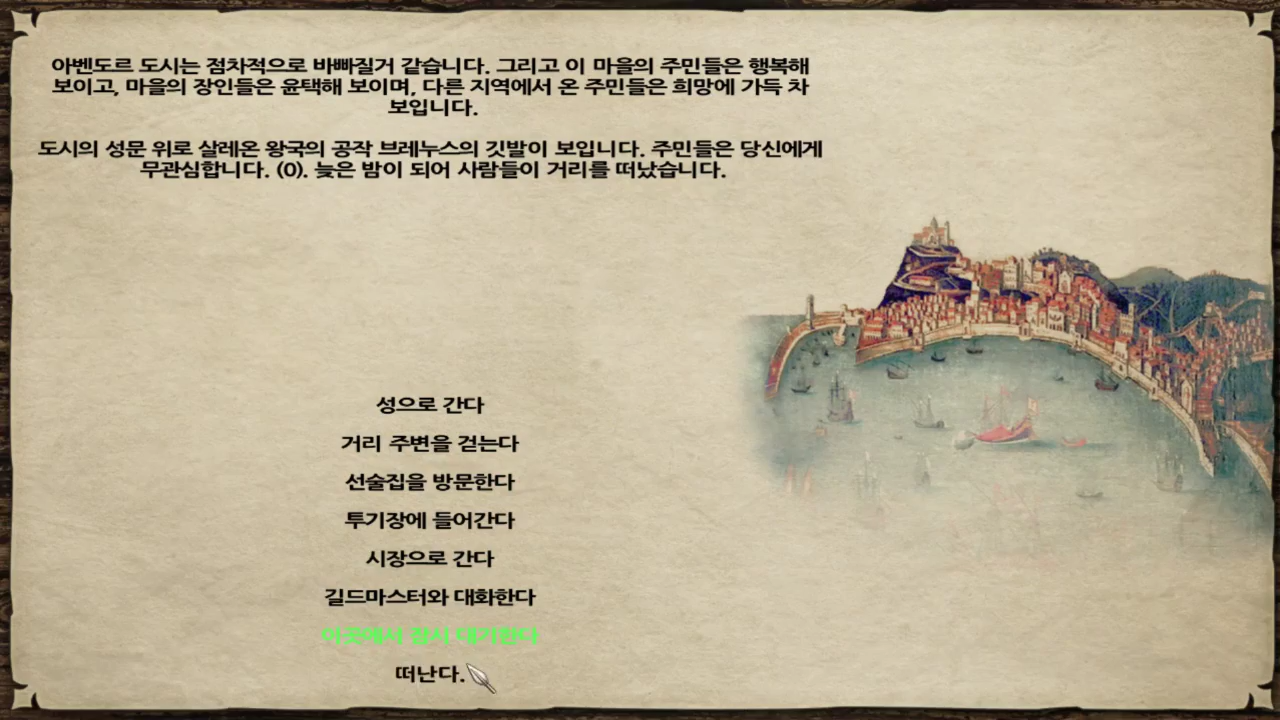 아벤도르 도시는 점차적으로 바빠질거 같습니다. 그리고 이 마을의 주민들은 행복해
보이고, 마을의 장인들은 윤택해 보이며, 다른 지역에서 온 주민들은 희망에 가득 차
보입니다.
도시의 성문 위로 살레온 왕국의 공작 브레누스의 깃발이 보입니다. 주민들은 당신에게
무관심합니다. (0). 늦은 밤이 되어 사람들이 거리를 떠났습니다.
성으로 간다
거리 주변을 걷는다
선술집을 방문한다
투기장에 들어간다
시장으로 간다
길드마스터와 대화한다
이곳에서 잠시 대기한다
떠난다.